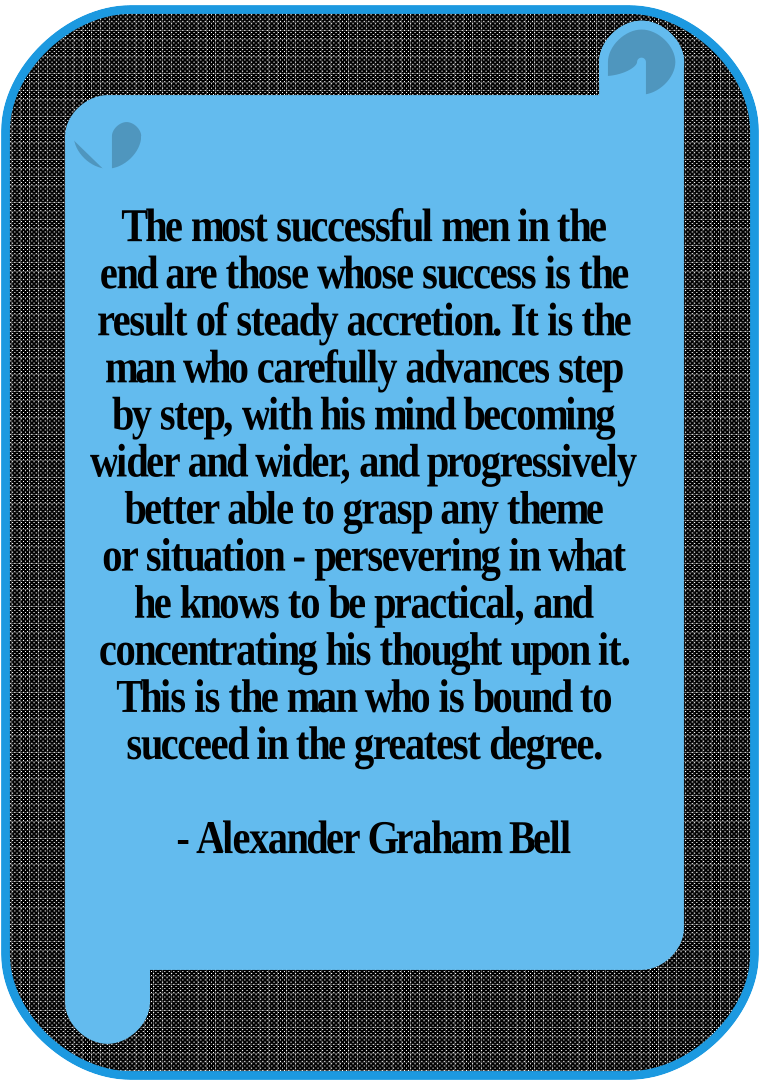 The most successful men in the
end are those whose success is the
result of steady accretion. It is the
man who carefully advances step
by step, with his mind becoming
wider and wider, and progressively
better able to grasp any theme
or situation - persevering in what
he knows to be practical, and
concentrating his thought upon it.
This is the man who is bound to
succeed in the greatest degree.
- Alexander Graham Bell